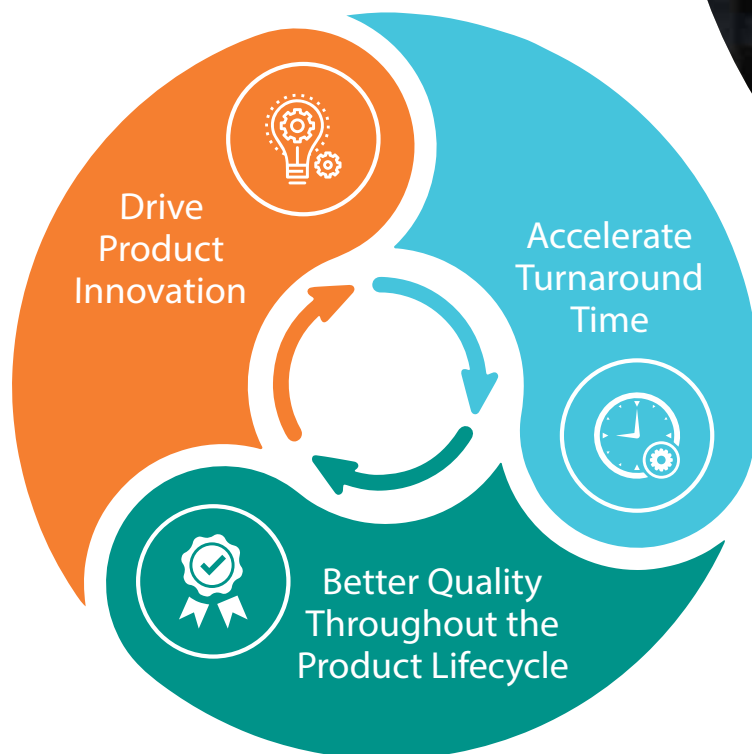 Drive
Product
Innovation
Accelerate
Turnaround
Time
Better Quality
Throughout the
Product Lifecycle